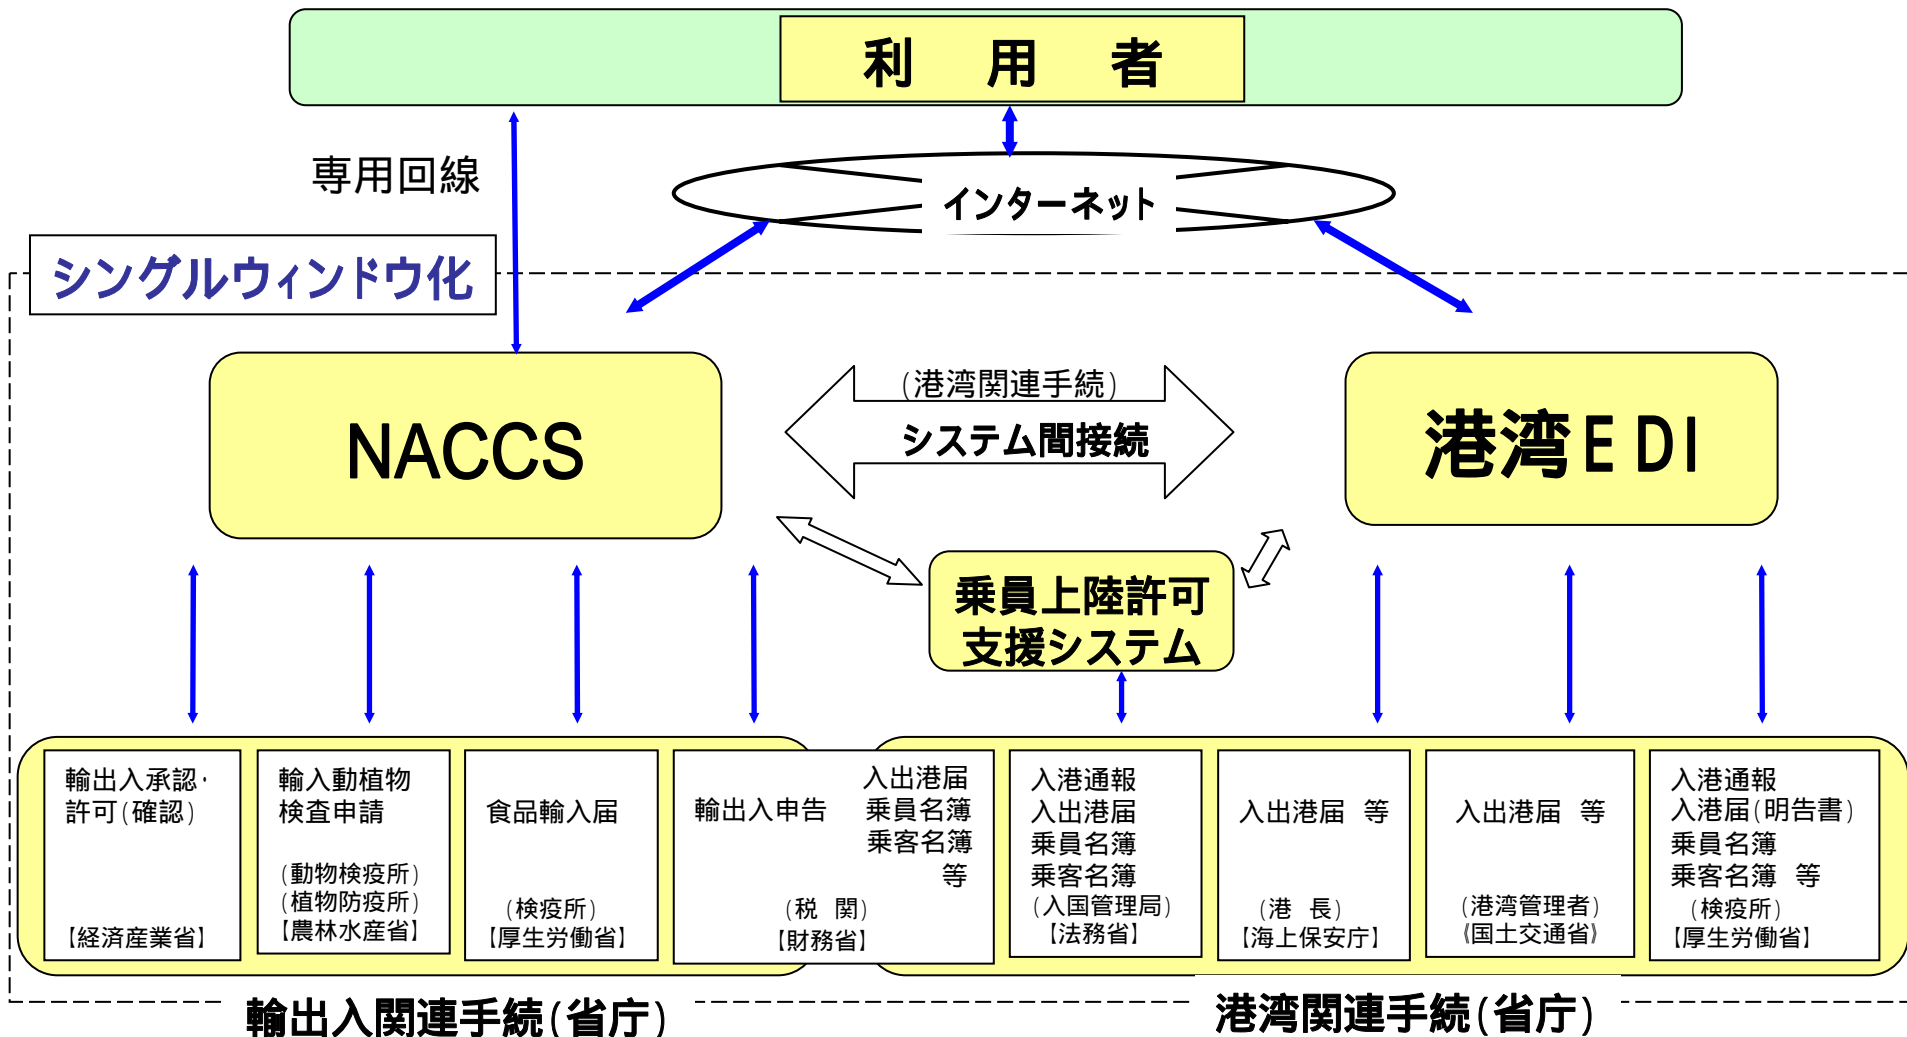 利 用 者
専用回線
インターネット
シングルウィンドウ化
NACCS
(港湾関連手続)
システム間接続
港湾EDI
乗員上陸許可
支援システム
輸出入承認・
許可(確認)
【経済産業省】
輸入動植物
検査申請
(動物検疫所)
(植物防疫所)
【農林水産省】
食品輸入届
(検疫所)
【厚生労働省】
輸出入申告
入出港届
乗員名簿
乗客名簿
等
(税 関)
【財務省】
入港通報
入出港届
乗員名簿
乗客名簿
(入国管理局)
【法務省】
入出港届 等
(港 長)
【海上保安庁】
入出港届 等
(港湾管理者)
《国土交通省》
入港通報
入港届(明告書)
乗員名簿
乗客名簿 等
(検疫所)
【厚生労働省】
輸出入関連手続(省庁)
港湾関連手続(省庁)